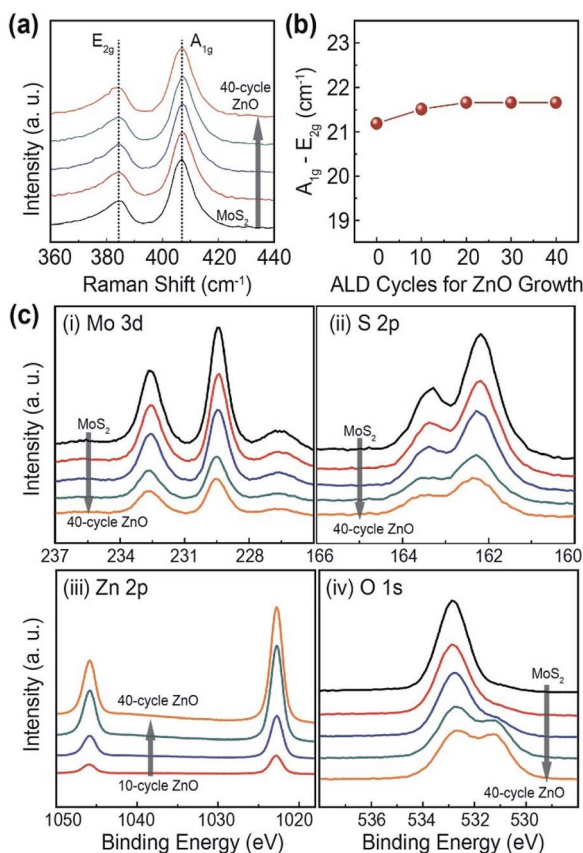 (a)
E2g
A1g
40-cycle
ZnO
MoS2
Intensity (a. u.)
360 380 400 420 440
Raman Shift (cm-1)
(b)
23
22
21
20
19
A1g - E2g (cm-1)
0 10 20 30 40
ALD Cycles for ZnO Growth
(c)
(i) Mo 3d
MoS2
40-cycle ZnO
Intensity (a. u.)
237 234 231 228 225
(ii) S 2p
MoS2
40-cycle ZnO
Intensity (a. u.)
166 164 162 160
(iii) Zn 2p
40-cycle ZnO
10-cycle ZnO
Intensity (a. u.)
1050 1040 1030 1020
Binding Energy (eV)
(iv) O 1s
MoS2
40-cycle ZnO
Intensity (a. u.)
536 534 532 530
Binding Energy (eV)